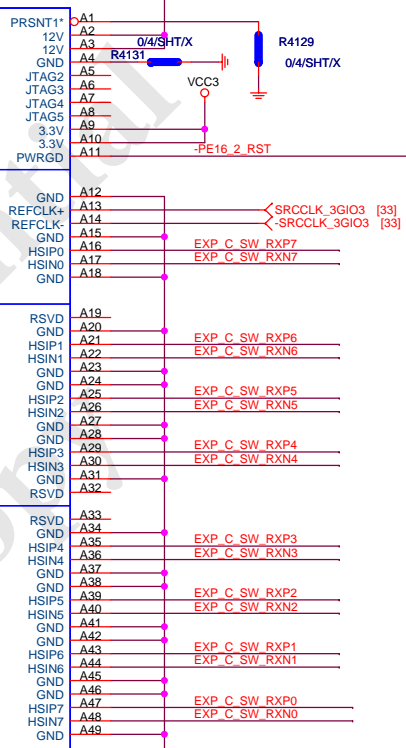 PRSNT1* A1
12V A2
12V A3 0/4/SHT/X R4129
GND A4 R4131 0/4/SHT/X
JTAG2 A5
JTAG3 A6 VCC3
JTAG4 A7
JTAG5 A8
3.3V A9
3.3V A10
PWRGD A11 -PE16_2_RST
GND A12
REFCLK+ A13 SRCCLK_3GIO3 [33]
REFCLK- A14 -SRCCLK_3GIO3 [33]
GND A15
HSIP0 A16 EXP_C_SW_RXP7
HSIN0 A17 EXP_C_SW_RXN7
GND A18
RSVD A19
GND A20
HSIP1 A21 EXP_C_SW_RXP6
HSIN1 A22 EXP_C_SW_RXN6
GND A23
GND A24
HSIP2 A25 EXP_C_SW_RXP5
HSIN2 A26 EXP_C_SW_RXN5
GND A27
GND A28
HSIP3 A29 EXP_C_SW_RXP4
HSIN3 A30 EXP_C_SW_RXN4
GND A31
RSVD A32
RSVD A33
GND A34
HSIP4 A35 EXP_C_SW_RXP3
HSIN4 A36 EXP_C_SW_RXN3
GND A37
GND A38
HSIP5 A39 EXP_C_SW_RXP2
HSIN5 A40 EXP_C_SW_RXN2
GND A41
GND A42
HSIP6 A43 EXP_C_SW_RXP1
HSIN6 A44 EXP_C_SW_RXN1
GND A45
GND A46
HSIP7 A47 EXP_C_SW_RXP0
HSIN7 A48 EXP_C_SW_RXN0
GND A49